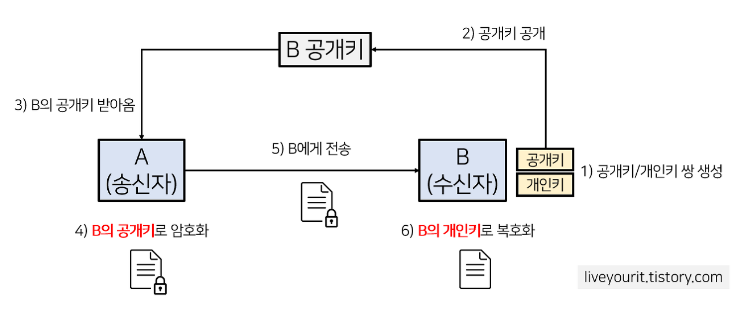 2) 공개키 공개
B 공개키
3) B의 공개키 받아옴
5) B에게 전송
A
(송신자)
B
(수신자)
공개키
개인키
1) 공개키/개인키 쌍 생성
4) B의 공개키로 암호화
6) B의 개인키로 복호화
liveyourit.tistory.com